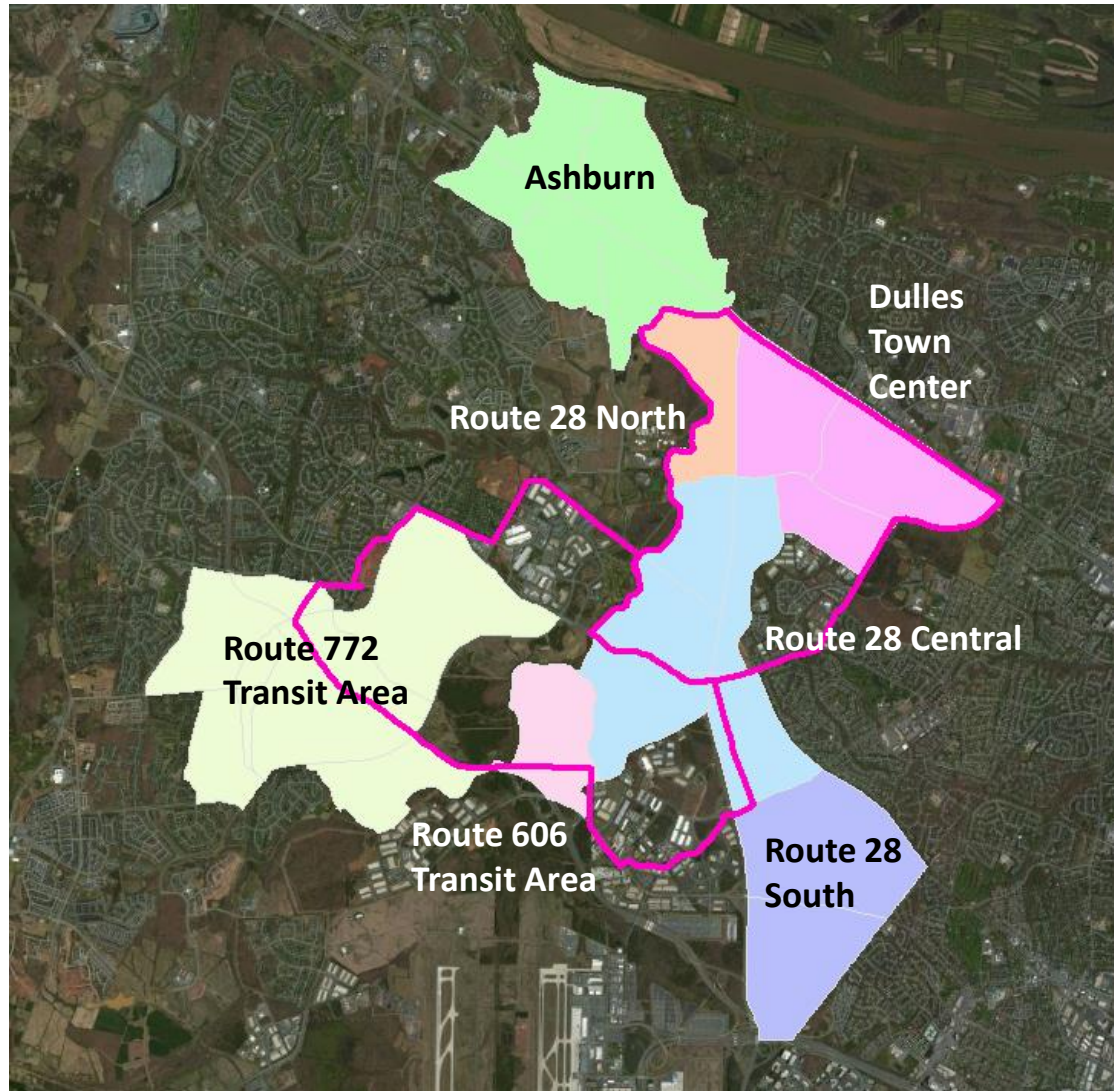 Ashburn
Dulles
Town
Center
Route 28 North
Route 28 Central
Route 772
Transit Area
Route 606
Transit Area
Route 28
South